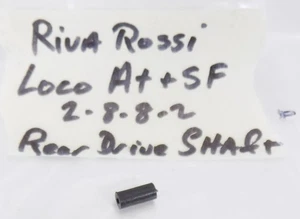 Riva Rossi
Loco At+SF
2-8-8-2
Rear Drive SHAft